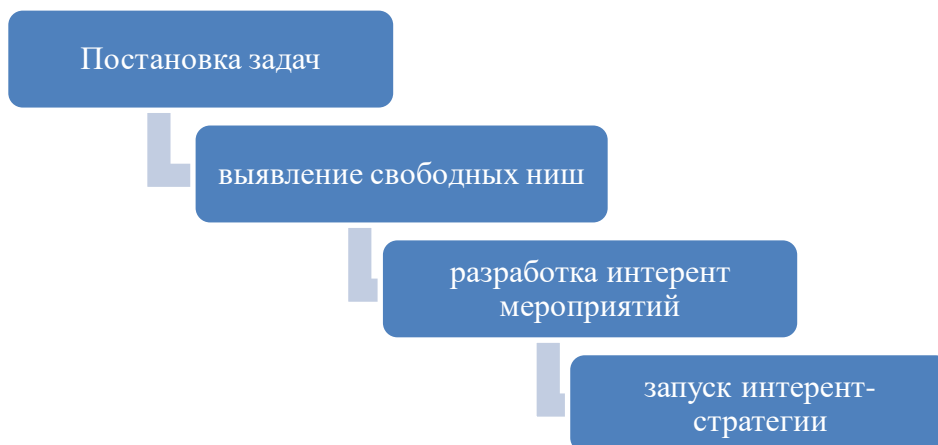 Постановка задач
выявление свободных ниш
разработка интерент
мероприятий
запуск интерент-
стратегии